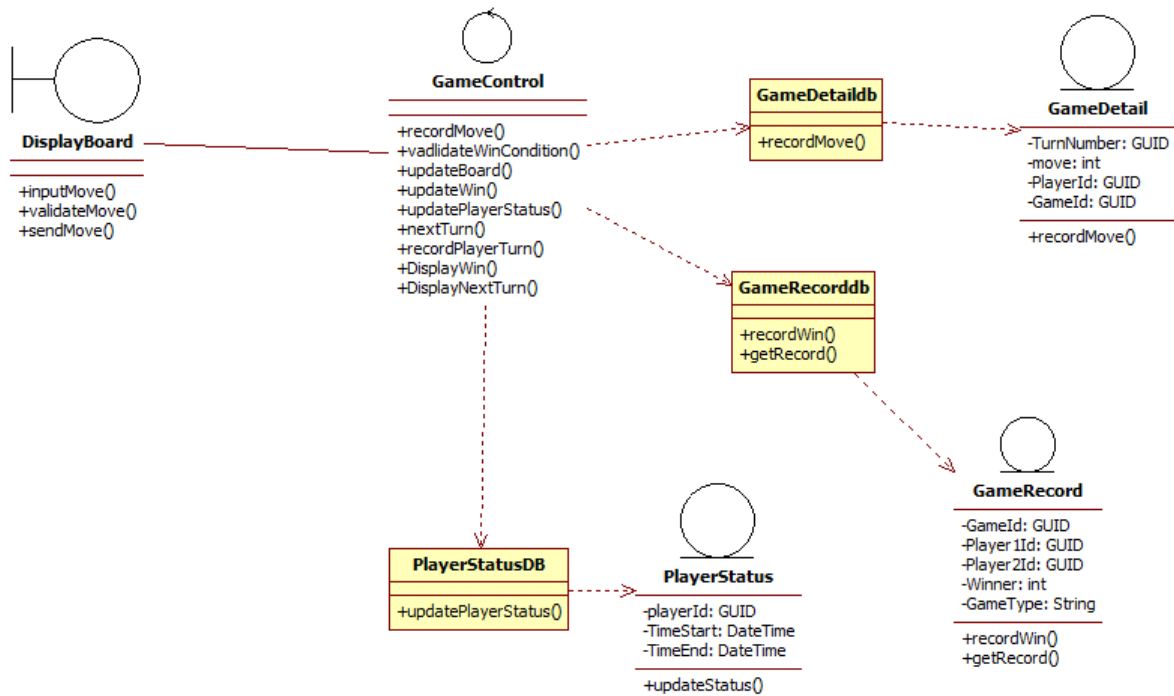 DisplayBoard
+inputMove()
+validateMove()
+sendMove()
GameControl
+recordMove()
+vadlidateWinCondition()
+updateBoard()
+updateWin()
+updatePlayerStatus()
+nextTurn()
+recordPlayerTurn()
+DisplayWin()
+DisplayNextTurn()
GameDetaildb
+recordMove()
GameDetail
-TurnNumber: GUID
-move: int
-PlayerId: GUID
-GameId: GUID
+recordMove()
GameRecorddb
+recordWin()
+getRecord()
GameRecord
-GameId: GUID
-Player1Id: GUID
-Player2Id: GUID
-Winner: int
-GameType: String
+recordWin()
+getRecord()
PlayerStatusDB
+updatePlayerStatus()
PlayerStatus
-playerId: GUID
-TimeStart: DateTime
-TimeEnd: DateTime
+updateStatus()